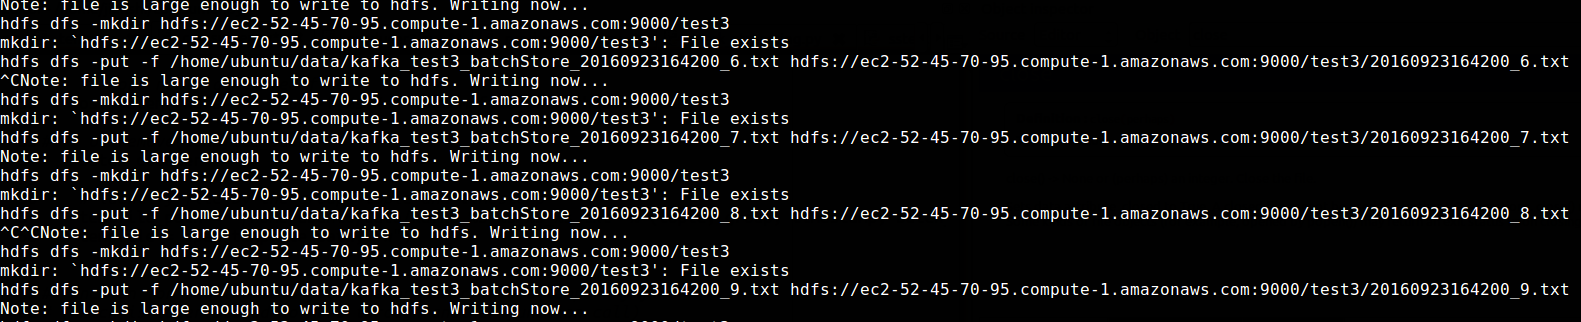 Note: file is large enough to write to hdfs. Writing now...
hdfs dfs -mkdir hdfs://ec2-52-45-70-95.compute-1.amazonaws.com:9000/test3
mkdir: `hdfs://ec2-52-45-70-95.compute-1.amazonaws.com:9000/test3': File exists
hdfs dfs -put -f /home/ubuntu/data/kafka_test3_batchStore_20160923164200_6.txt hdfs://ec2-52-45-70-95.compute-1.amazonaws.com:9000/test3/20160923164200_6.txt
^CNote: file is large enough to write to hdfs. Writing now...
hdfs dfs -mkdir hdfs://ec2-52-45-70-95.compute-1.amazonaws.com:9000/test3
mkdir: `hdfs://ec2-52-45-70-95.compute-1.amazonaws.com:9000/test3': File exists
hdfs dfs -put -f /home/ubuntu/data/kafka_test3_batchStore_20160923164200_7.txt hdfs://ec2-52-45-70-95.compute-1.amazonaws.com:9000/test3/20160923164200_7.txt
Note: file is large enough to write to hdfs. Writing now...
hdfs dfs -mkdir hdfs://ec2-52-45-70-95.compute-1.amazonaws.com:9000/test3
mkdir: `hdfs://ec2-52-45-70-95.compute-1.amazonaws.com:9000/test3': File exists
hdfs dfs -put -f /home/ubuntu/data/kafka_test3_batchStore_20160923164200_8.txt hdfs://ec2-52-45-70-95.compute-1.amazonaws.com:9000/test3/20160923164200_8.txt
^C^CNote: file is large enough to write to hdfs. Writing now...
hdfs dfs -mkdir hdfs://ec2-52-45-70-95.compute-1.amazonaws.com:9000/test3
mkdir: `hdfs://ec2-52-45-70-95.compute-1.amazonaws.com:9000/test3': File exists
hdfs dfs -put -f /home/ubuntu/data/kafka_test3_batchStore_20160923164200_9.txt hdfs://ec2-52-45-70-95.compute-1.amazonaws.com:9000/test3/20160923164200_9.txt
Note: file is large enough to write to hdfs. Writing now...